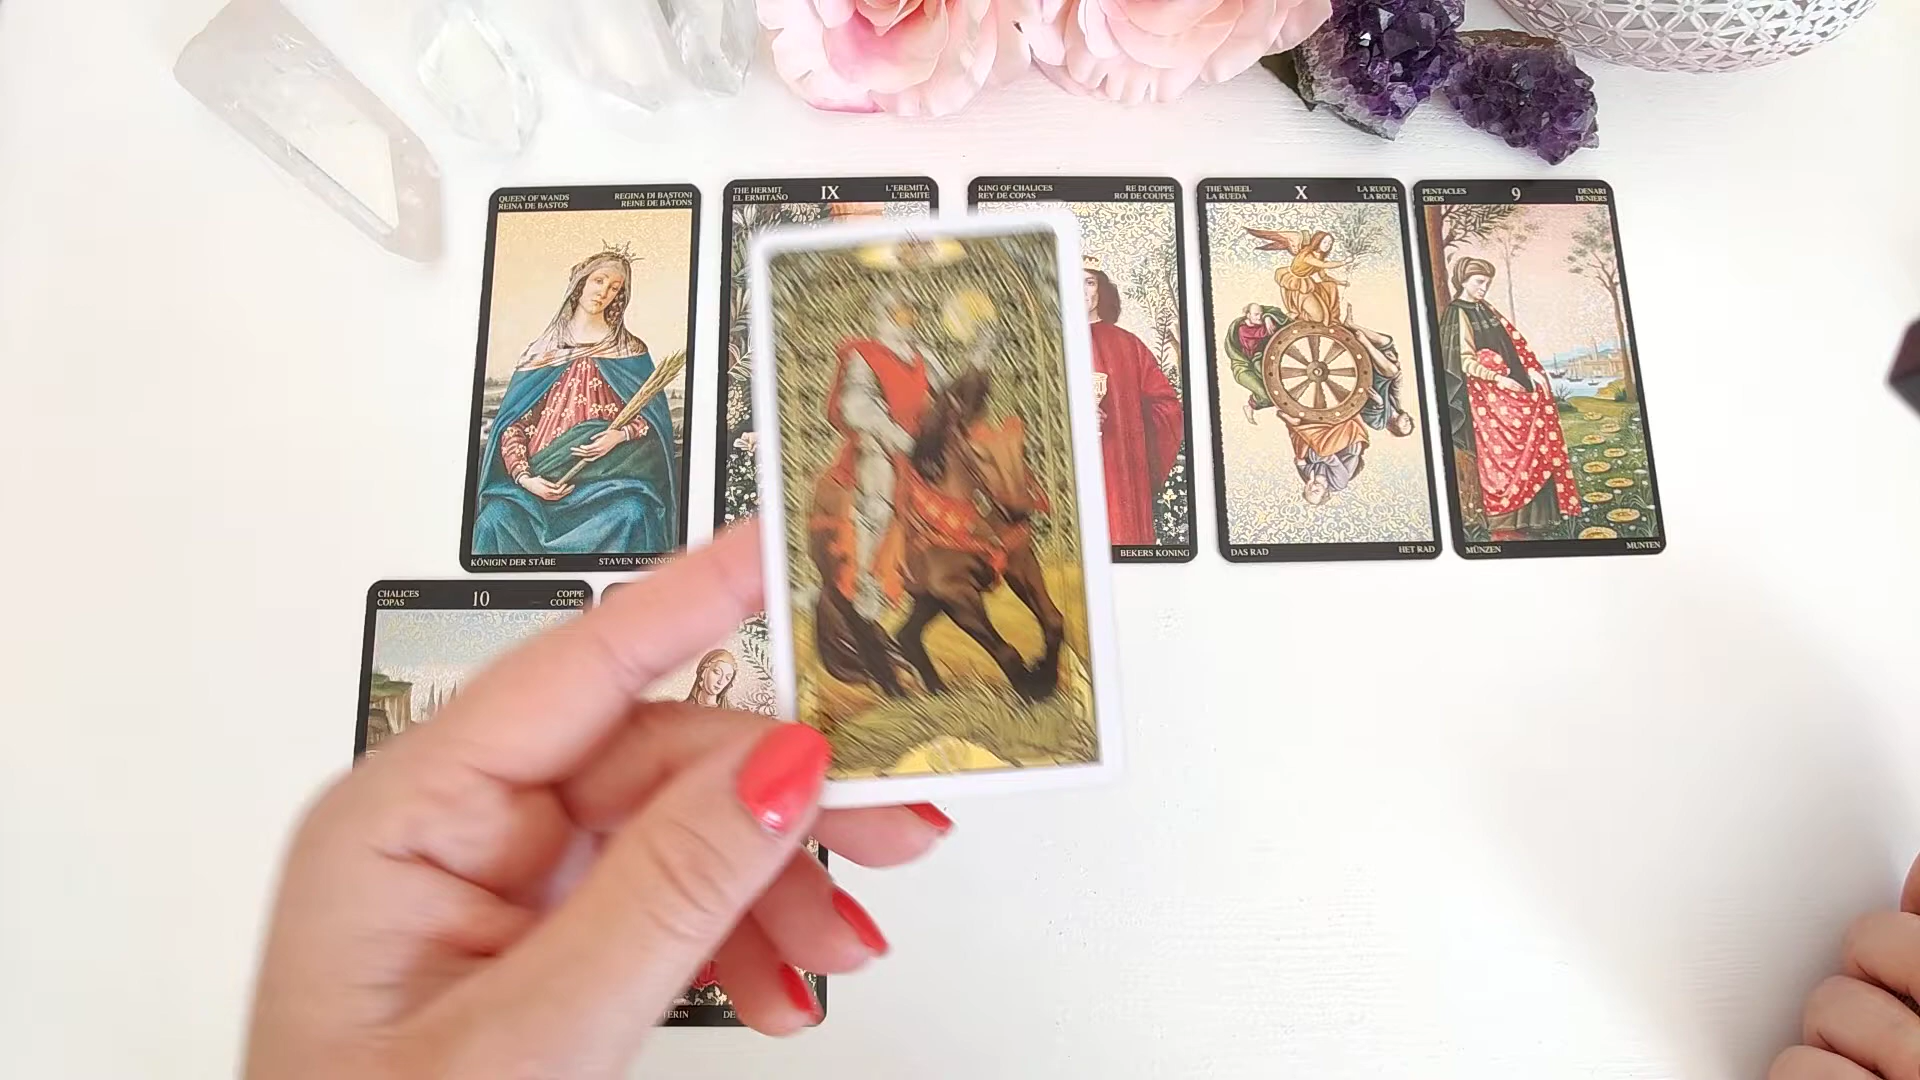 QUEEN OF WANDS REGINA DI BASTONI
REINA DE BASTOS REINE DE BÂTONS
KÖNIGIN DER STÄBE STAVEN KONINGIN
THE HERMIT IX L'EREMITA
EL ERMITAÑO L'ERMITE
KING OF CHALICES RE DI COPPE
REY DE COPAS ROI DE COUPES
BEKERS KONING
THE WHEEL X LA RUOTA
LA RUEDA LA ROUE
DAS RAD HET RAD
PENTACLES 9 DENARI
OROS DENIERS
MÜNZEN MUNTEN
CHALICES 10 COPPE
COPAS COUPES
TERIN DE